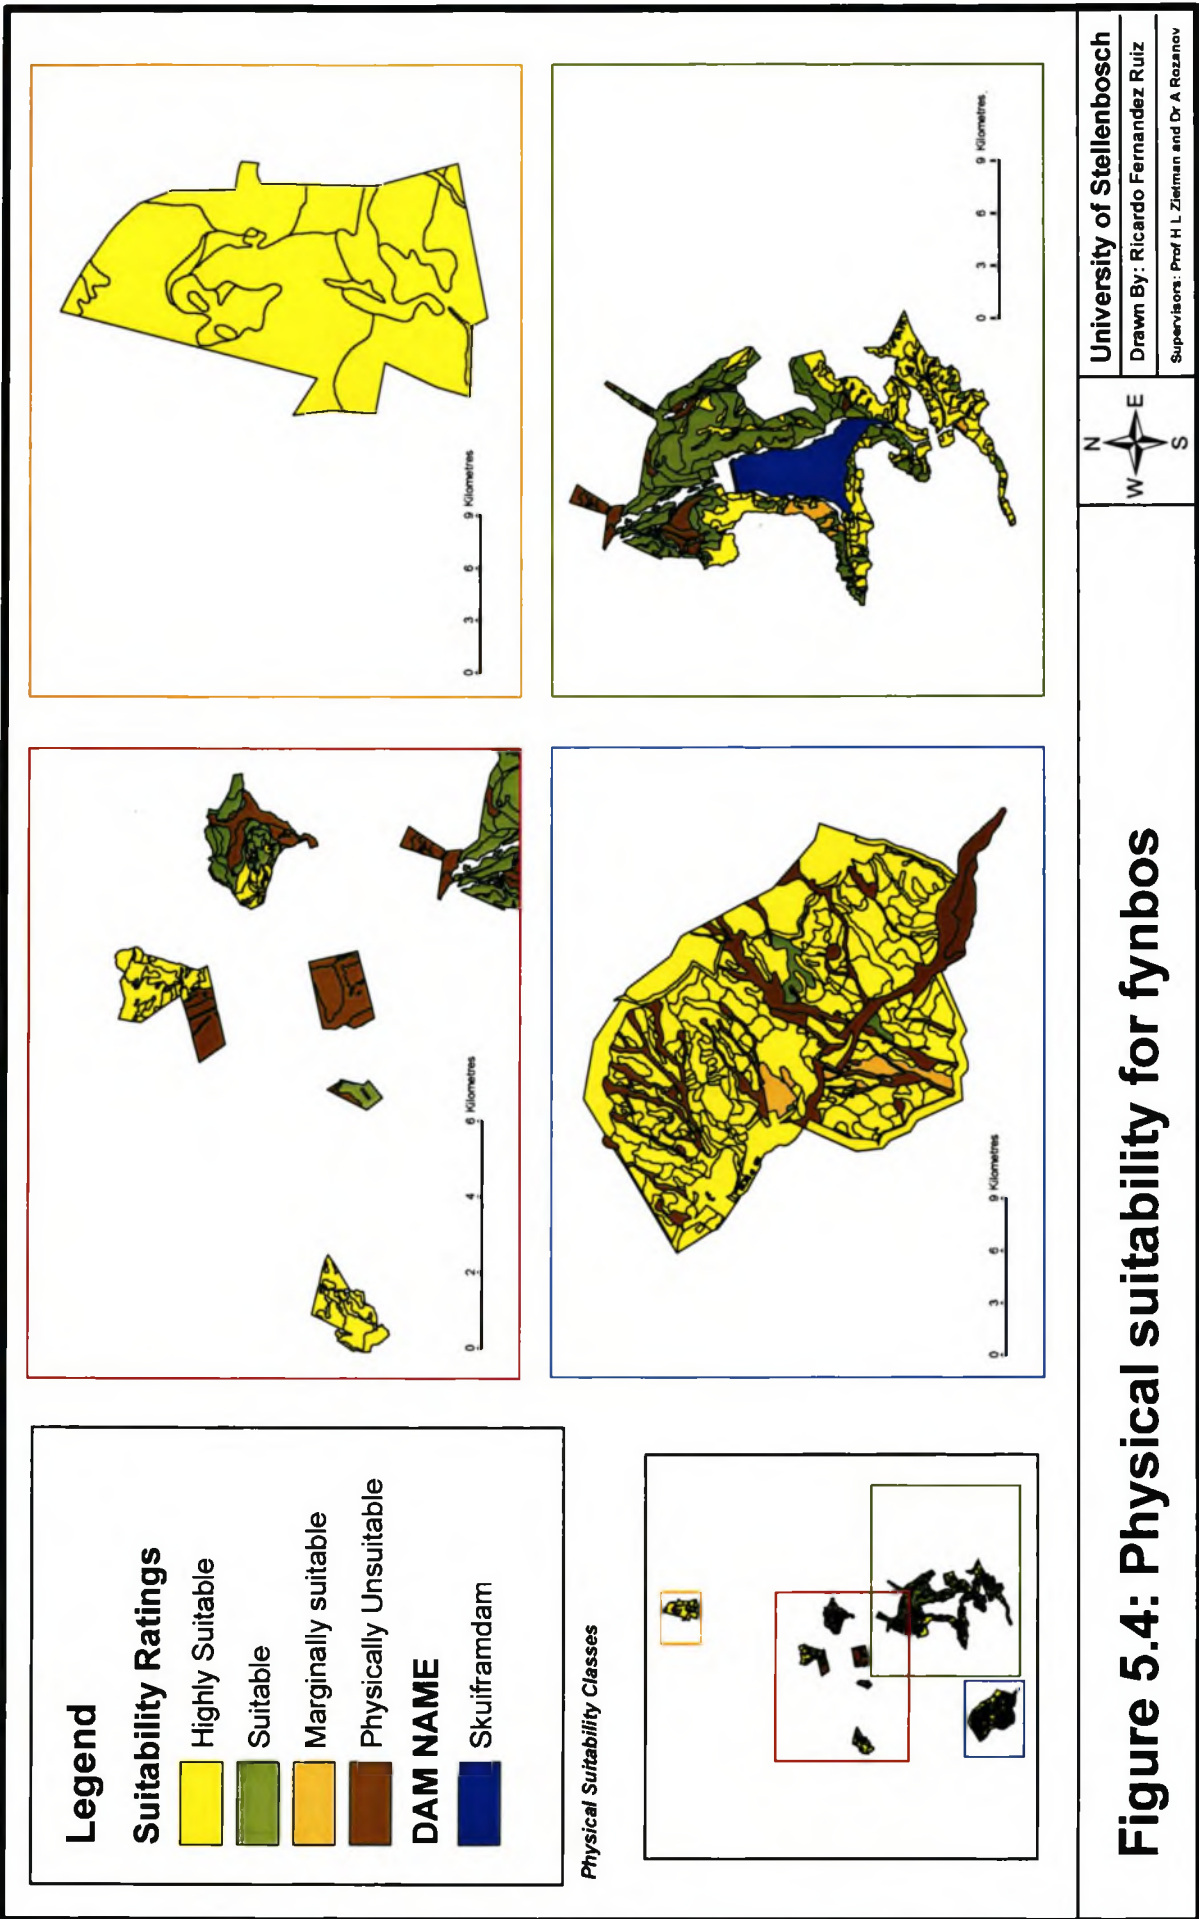 Legend
Suitability Ratings
Highly Suitable
Suitable
Marginally suitable
Physically Unsuitable
DAM NAME
Skuiframdam
Physical Suitability Classes
0 2 4 6 Kilometres
0 3 6 9 Kilometres
0 3 6 9 Kilometres
0 3 6 9 Kilometres
Figure 5.4: Physical suitability for fynbos
N
W E
S
University of Stellenbosch
Drawn By: Ricardo Fernandez Ruiz
Supervisors: Prof H L Zietman and Dr A Rozanov